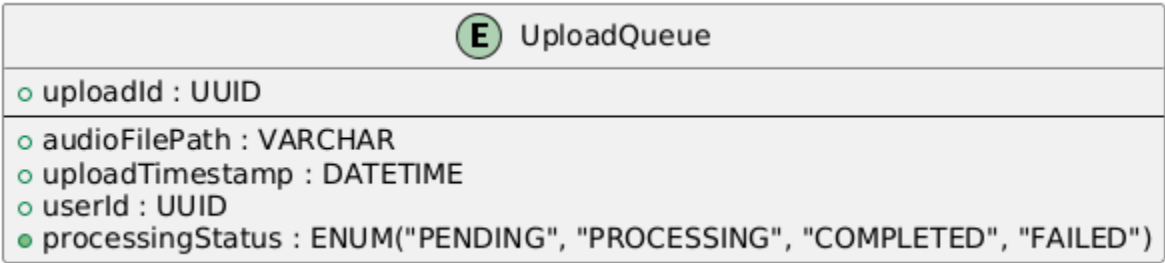 E UploadQueue
uploadId : UUID
audioFilePath : VARCHAR
uploadTimestamp : DATETIME
userId : UUID
processingStatus : ENUM("PENDING", "PROCESSING", "COMPLETED", "FAILED")